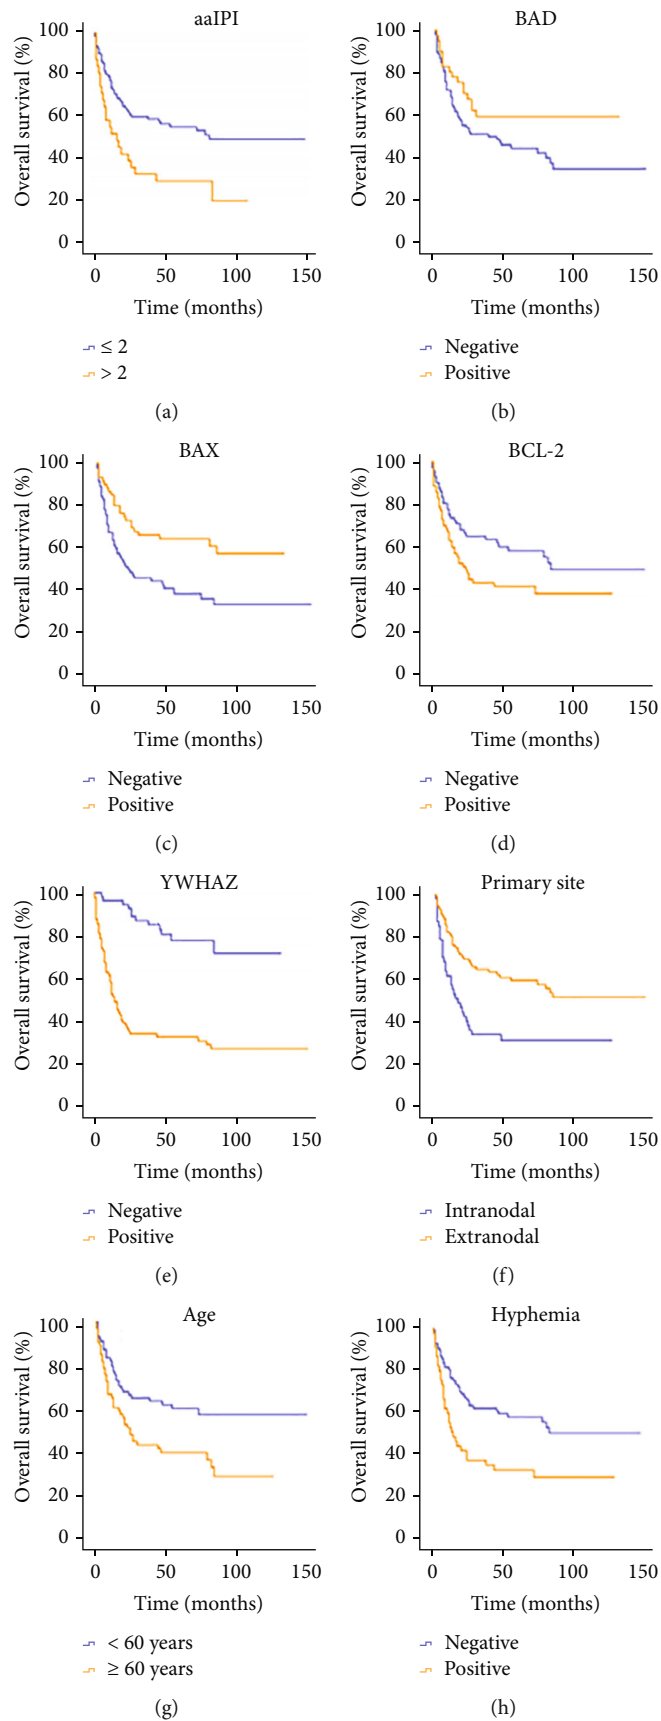 aaIPI
Overall survival (%)
100
80
60
40
20
0
0 50 100 150
Time (months)
≤ 2
> 2
(a)
BAD
Overall survival (%)
100
80
60
40
20
0
0 50 100 150
Time (months)
Negative
Positive
(b)
BAX
Overall survival (%)
100
80
60
40
20
0
0 50 100 150
Time (months)
Negative
Positive
(c)
BCL-2
Overall survival (%)
100
80
60
40
20
0
0 50 100 150
Time (months)
Negative
Positive
(d)
YWHAZ
Overall survival (%)
100
80
60
40
20
0
0 50 100 150
Time (months)
Negative
Positive
(e)
Primary site
Overall survival (%)
100
80
60
40
20
0
0 50 100 150
Time (months)
Intranodal
Extranodal
(f)
Age
Overall survival (%)
100
80
60
40
20
0
0 50 100 150
Time (months)
< 60 years
≥ 60 years
(g)
Hyphemia
Overall survival (%)
100
80
60
40
20
0
0 50 100 150
Time (months)
Negative
Positive
(h)